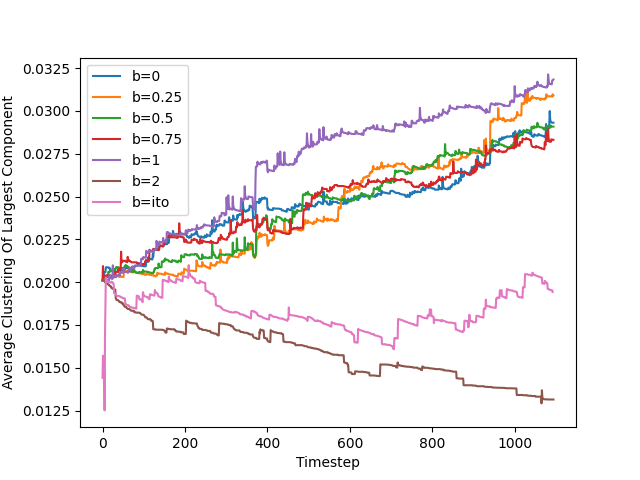 0.0325
0.0300
0.0275
0.0250
0.0225
0.0200
0.0175
0.0150
0.0125
Average Clustering Of Largest Component
b=0
b=0.25
b=0.5
b=0.75
b=1
b=2
b=ito
0 200 400 600 800 1000
Timestep